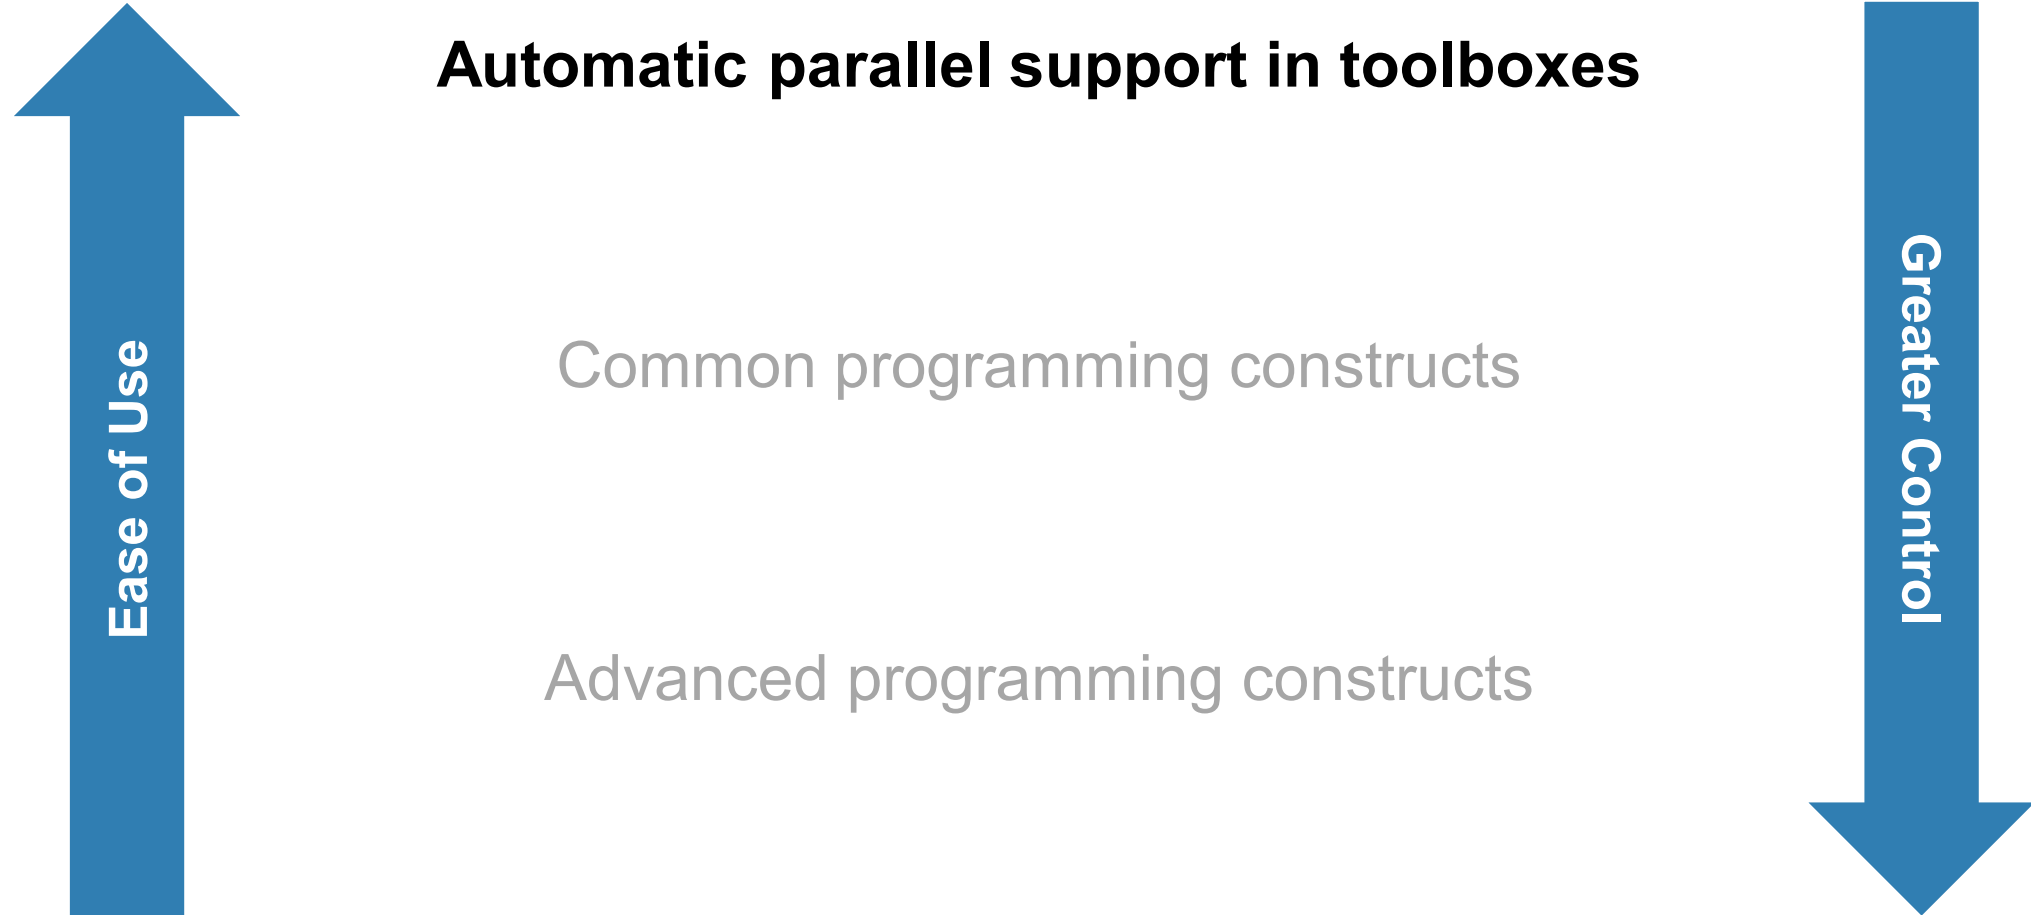 Automatic parallel support in toolboxes
Ease of Use
Common programming constructs
Greater Control
Advanced programming constructs